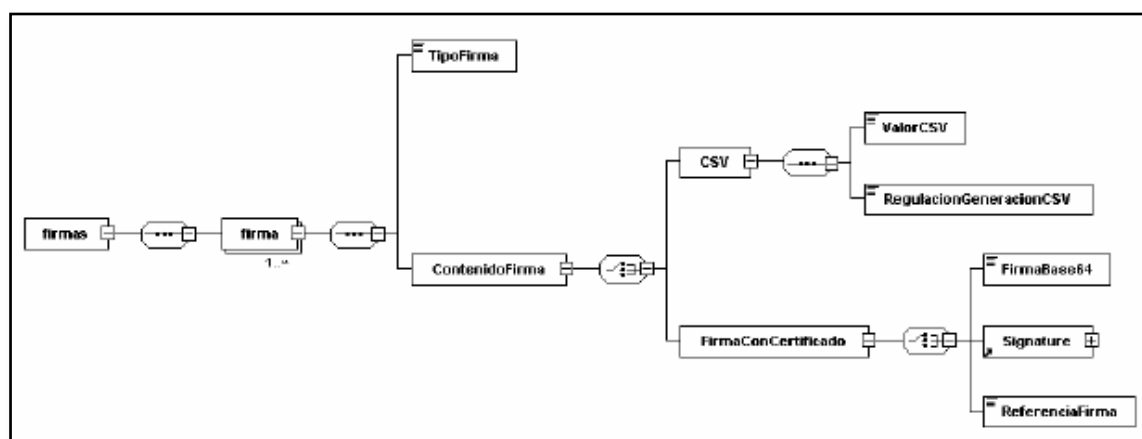 TipoFirma
ValorCSV
CSV
RegulacionGeneracionCSV
firmas
firma
1..∞
ContenidoFirma
FirmaBase64
FirmaConCertificado
Signature
ReferenciaFirma